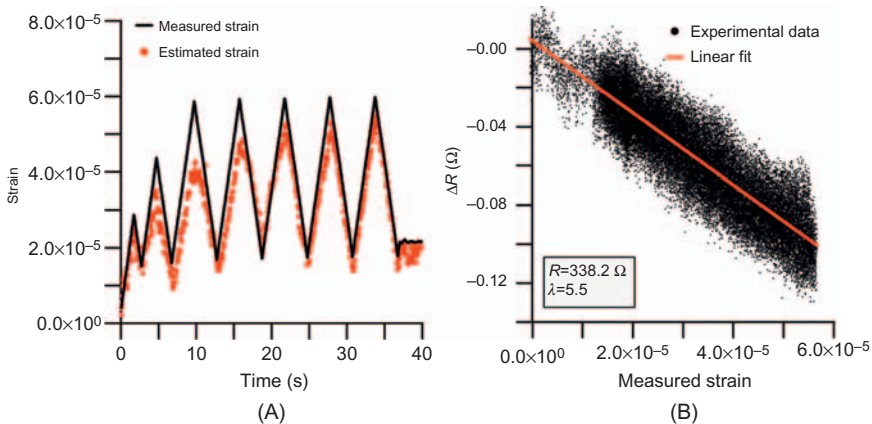 8.0×10⁻⁵
6.0×10⁻⁵
4.0×10⁻⁵
2.0×10⁻⁵
0.0×10⁰
Strain
Measured strain
Estimated strain
0
10
20
30
40
Time (s)
(A)
−0.00
−0.04
−0.08
−0.12
ΔR (Ω)
Experimental data
Linear fit
R=338.2 Ω
λ=5.5
0.0×10⁰
2.0×10⁻⁵
4.0×10⁻⁵
6.0×10⁻⁵
Measured strain
(B)